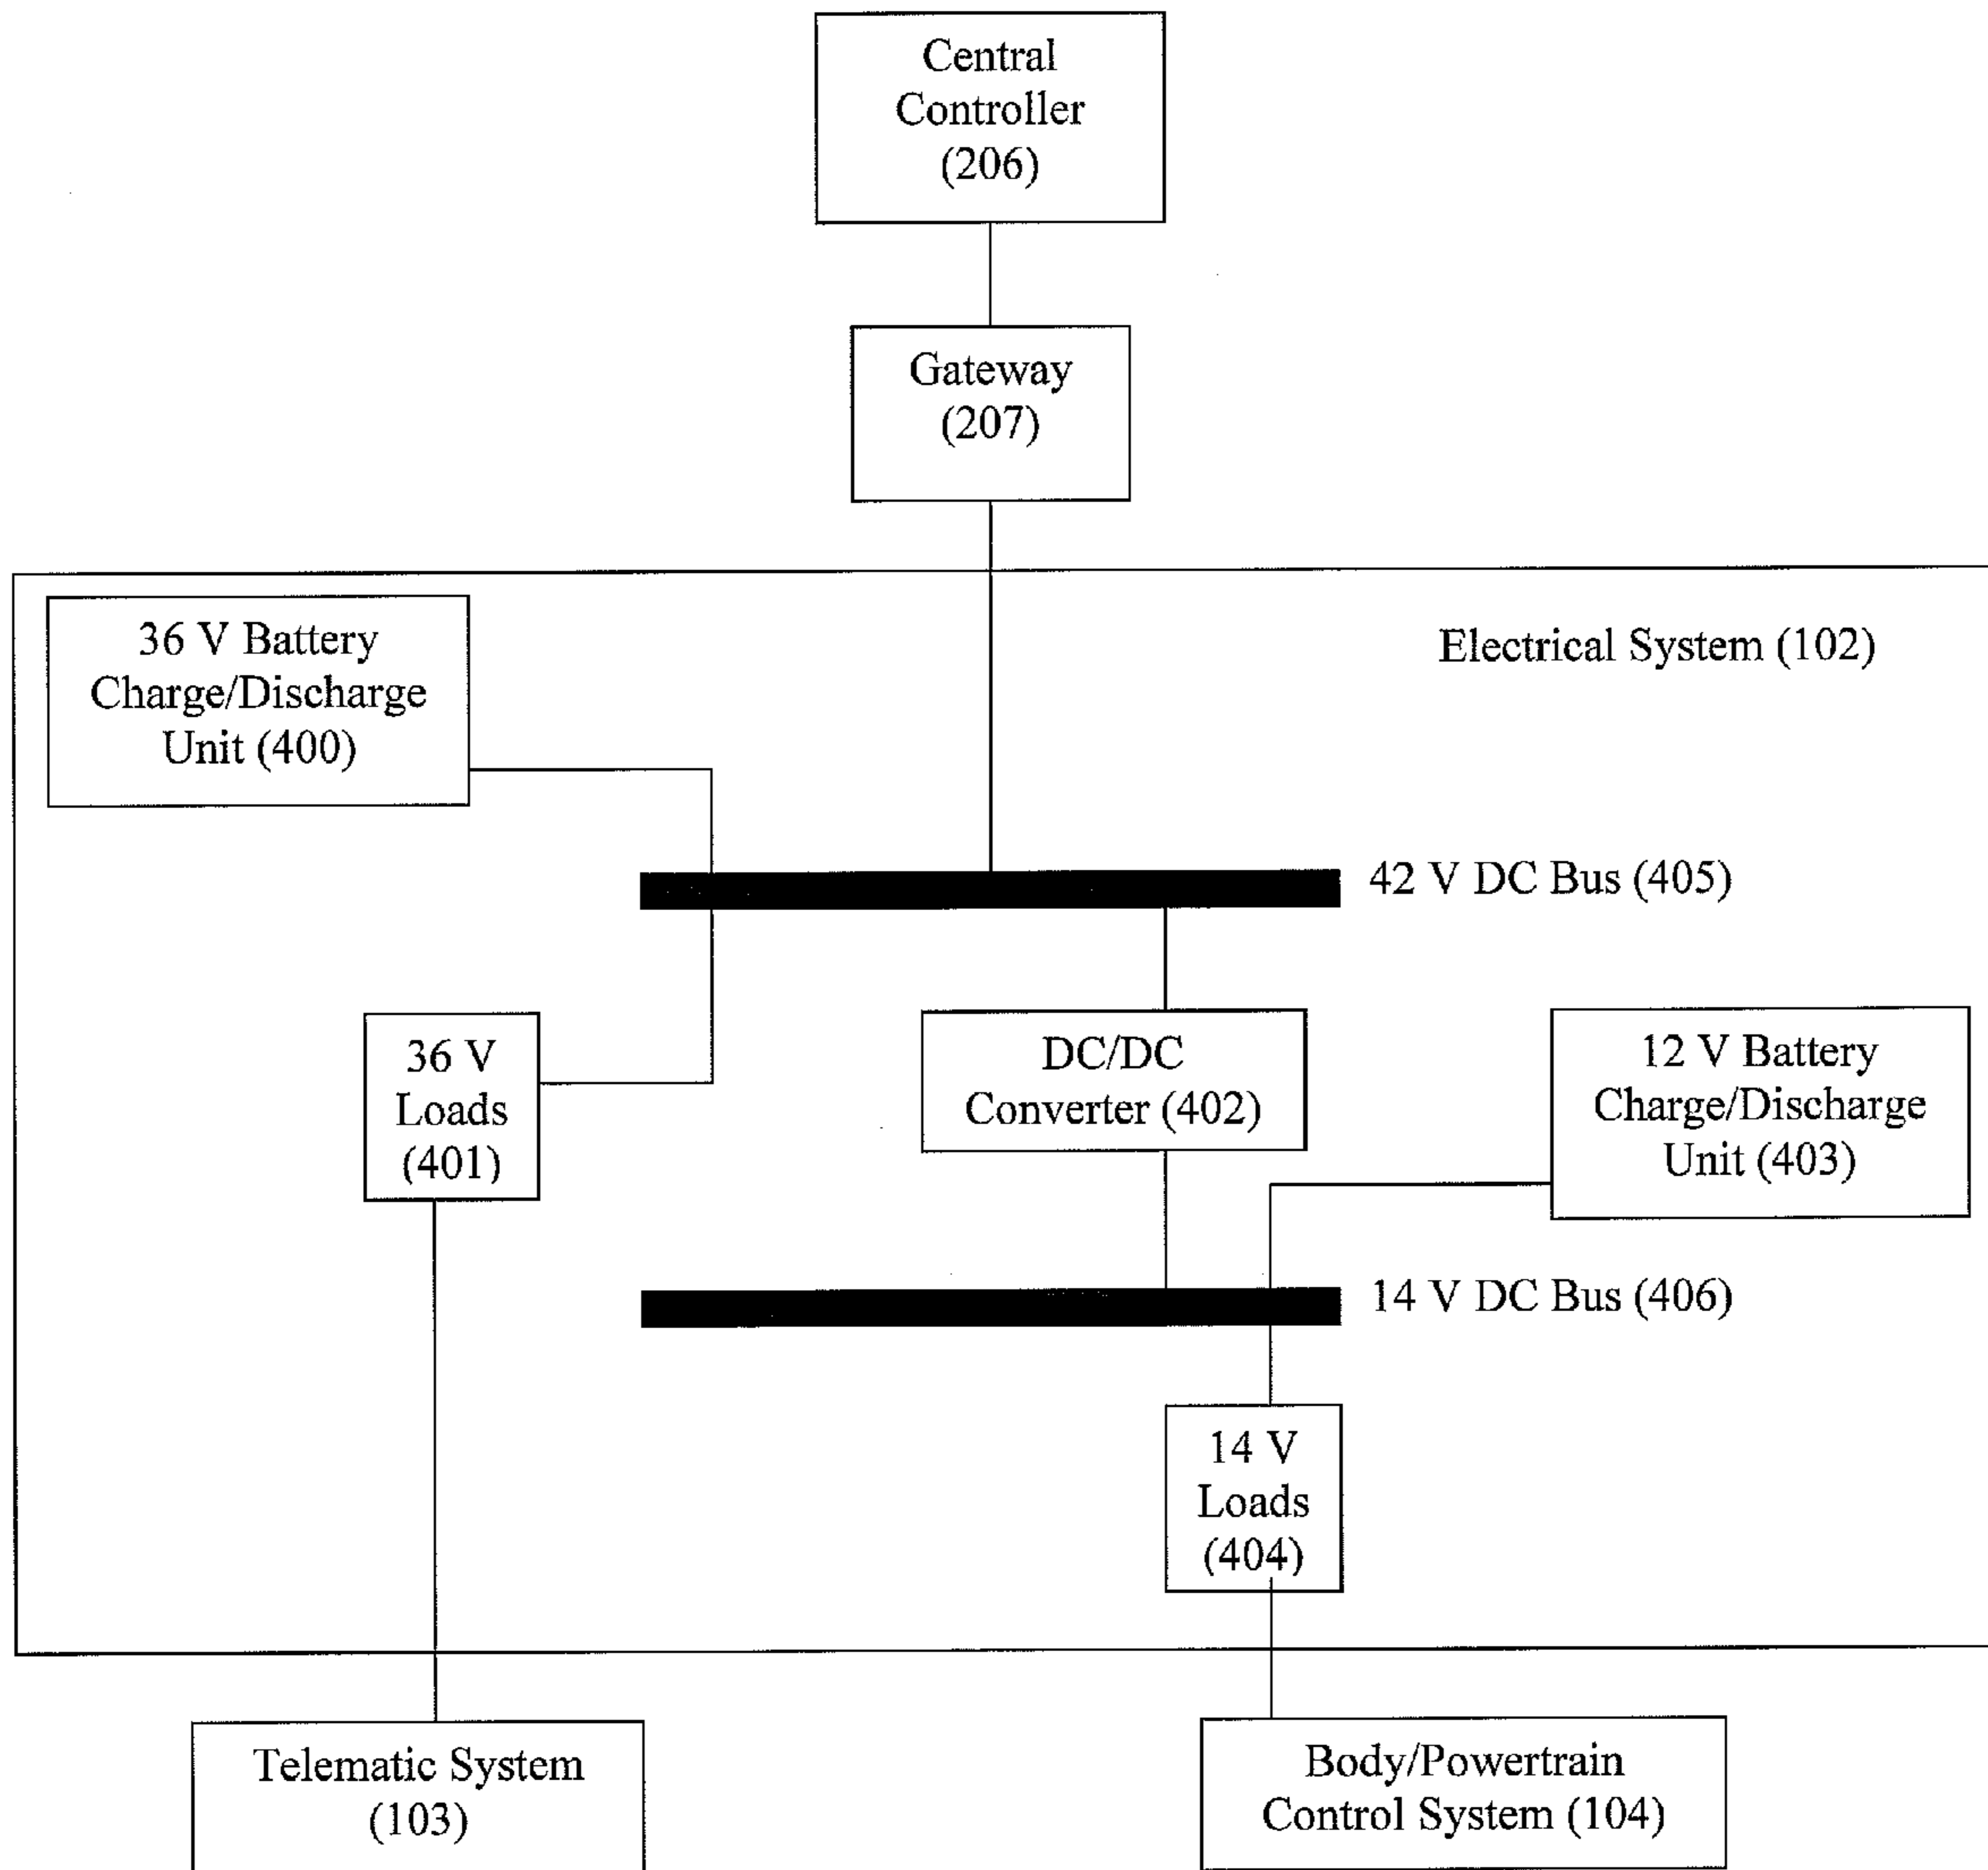 Central
Controller
(206)
Gateway
(207)
36 V Battery
Charge/Discharge
Unit (400)
Electrical System (102)
42 V DC Bus (405)
36 V
Loads
(401)
DC/DC
Converter (402)
12 V Battery
Charge/Discharge
Unit (403)
14 V DC Bus (406)
14 V
Loads
(404)
Telematic System
(103)
Body/Powertrain
Control System (104)